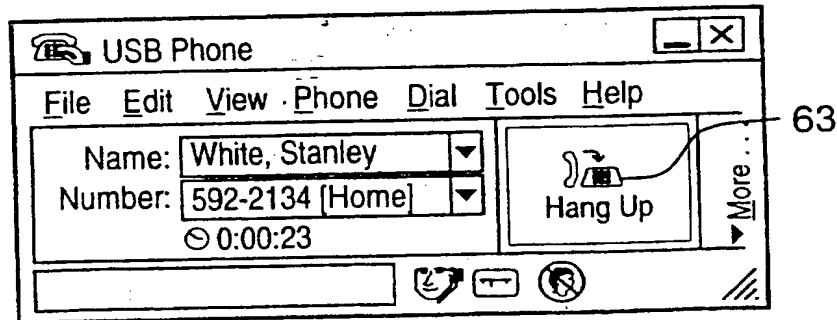 USB Phone
File Edit View Phone Dial Tools Help
Name: White, Stanley
Number: 592-2134 [Home]
0:00:23
Hang Up
More...
63